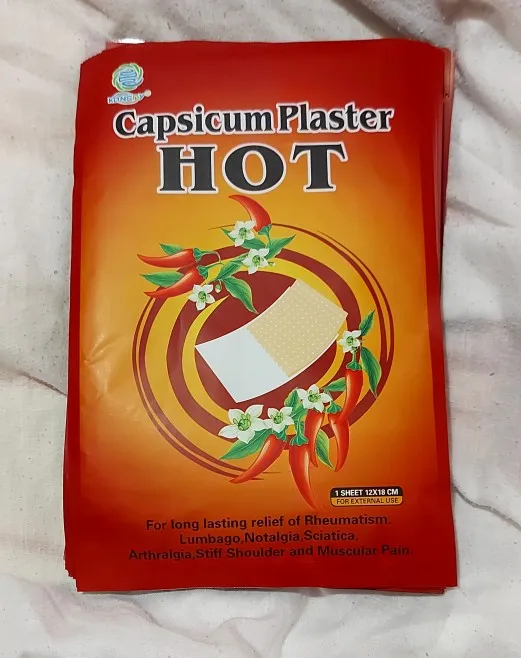 Capsicum Plaster
HOT
1 SHEET 12X18 CM
FOR EXTERNAL USE
For long lasting relief of Rheumatism,
Lumbago,Notalgia,Sciatica,
Arthralgia,Stiff Shoulder and Muscular Pain.